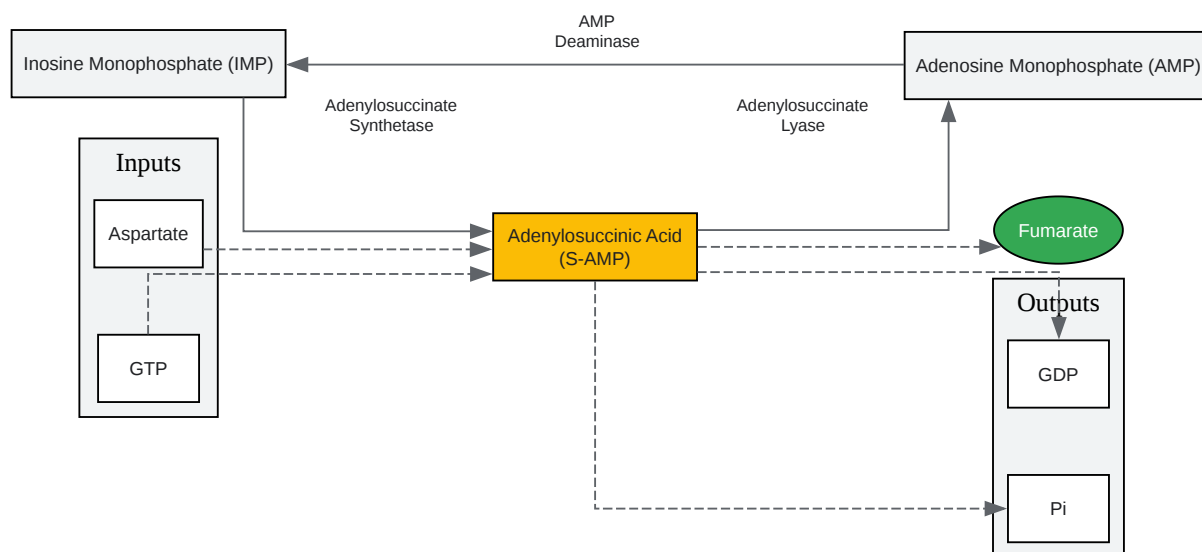 AMP
Deaminase
Inosine Monophosphate (IMP)
Adenosine Monophosphate (AMP)
Adenylosuccinate
Synthetase
Adenylosuccinate
Lyase
Inputs
Aspartate
GTP
Adenylosuccinic Acid
(S-AMP)
Fumarate
Outputs
GDP
Pi